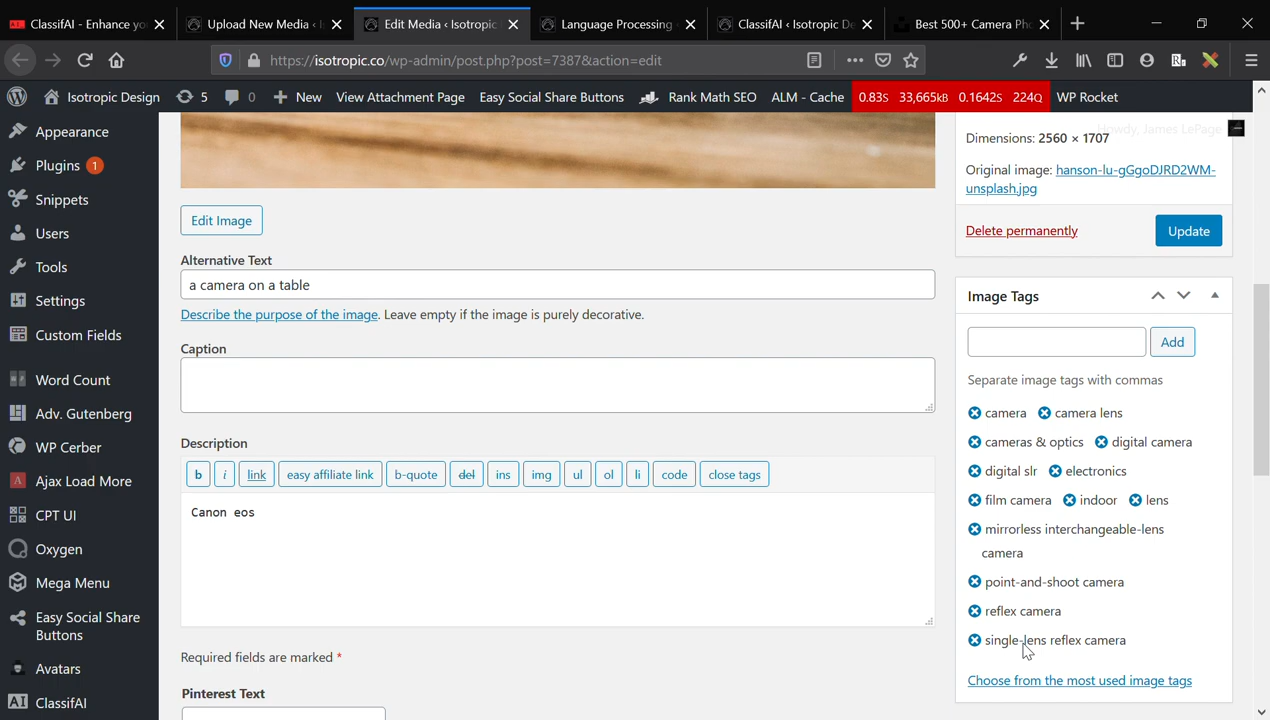 ClassifAI - Enhance yo
Upload New Media ‹ I
Edit Media ‹ Isotropic
Language Processing
ClassifAI ‹ Isotropic De
Best 500+ Camera Ph
https://isotropic.co/wp-admin/post.php?post=7387&action=edit
Isotropic Design
5
0
New
View Attachment Page
Easy Social Share Buttons
Rank Math SEO
ALM - Cache
0.83s 33,665kB 0.1642s 224Q
WP Rocket
Howdy, James LePage
Appearance
Plugins 1
Snippets
Users
Tools
Settings
Custom Fields
Word Count
Adv. Gutenberg
WP Cerber
Ajax Load More
CPT UI
Oxygen
Mega Menu
Easy Social Share
Buttons
Avatars
ClassifAI
Edit Image
Alternative Text
a camera on a table
Describe the purpose of the image. Leave empty if the image is purely decorative.
Caption
Description
b i link easy affiliate link b-quote del ins img ul ol li code close tags
Canon eos
Required fields are marked *
Pinterest Text
Dimensions: 2560 × 1707
Original image: hanson-lu-gGgoDJRD2WM-
unsplash.jpg
Delete permanently
Update
Image Tags
Add
Separate image tags with commas
camera camera lens
cameras & optics digital camera
digital slr electronics
film camera indoor lens
mirrorless interchangeable-lens
camera
point-and-shoot camera
reflex camera
single-lens reflex camera
Choose from the most used image tags